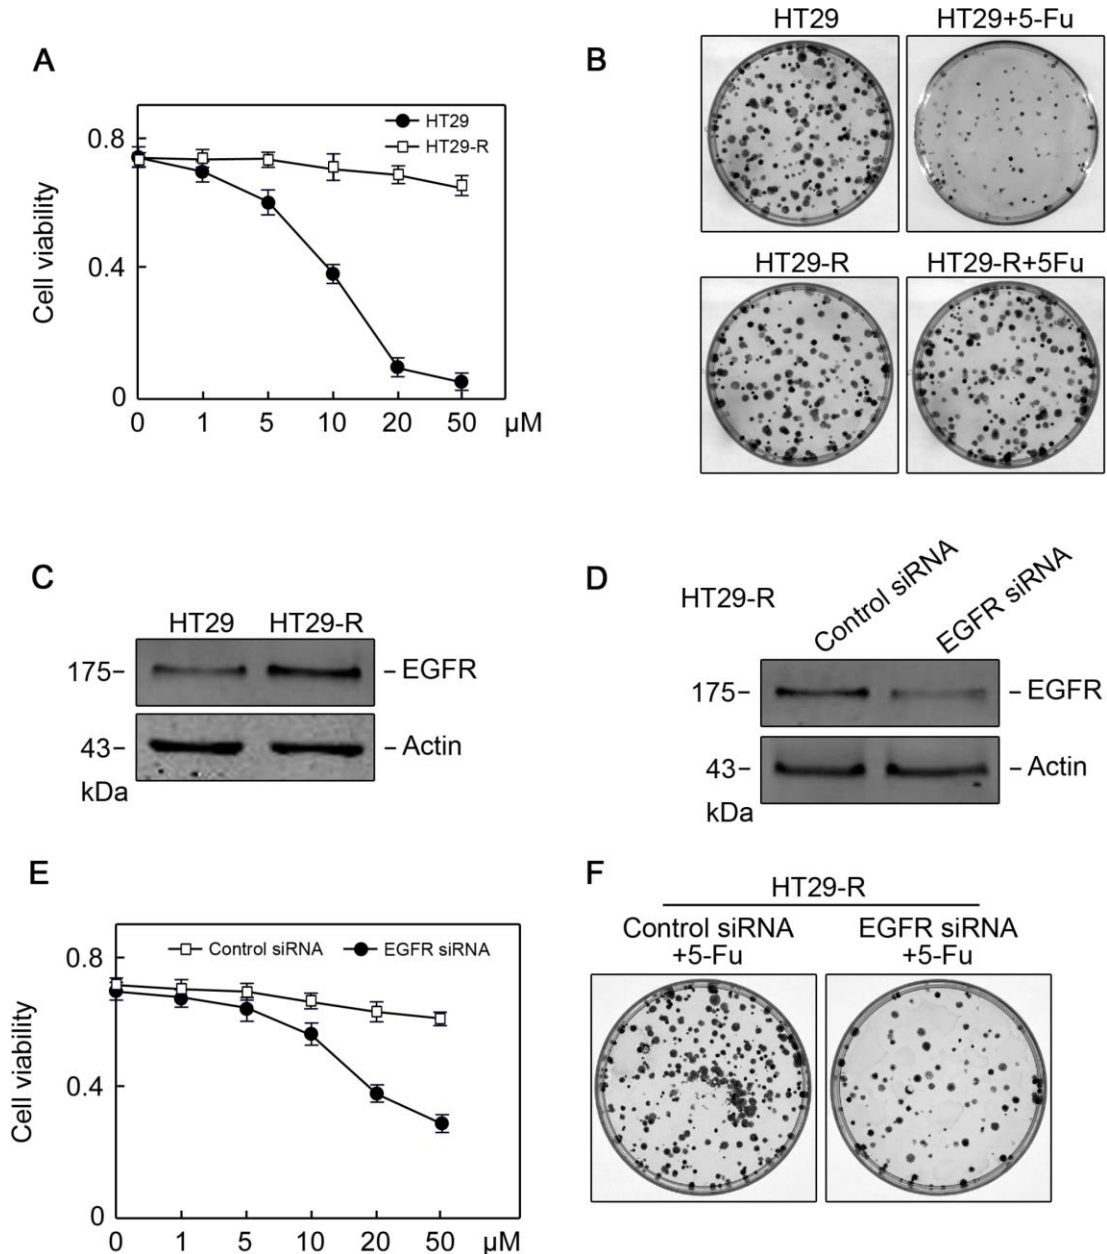 A
0.8
0.4
0
Cell viability
HT29
HT29-R
0 1 5 10 20 50 μM
B
HT29 HT29+5-Fu
HT29-R HT29-R+5Fu
C
HT29 HT29-R
175– – EGFR
43– – Actin
kDa
D
HT29-R
Control siRNA
EGFR siRNA
175– – EGFR
43– – Actin
kDa
E
0.8
0.4
0
Cell viability
Control siRNA EGFR siRNA
0 1 5 10 20 50 μM
F
HT29-R
Control siRNA
+5-Fu
EGFR siRNA
+5-Fu